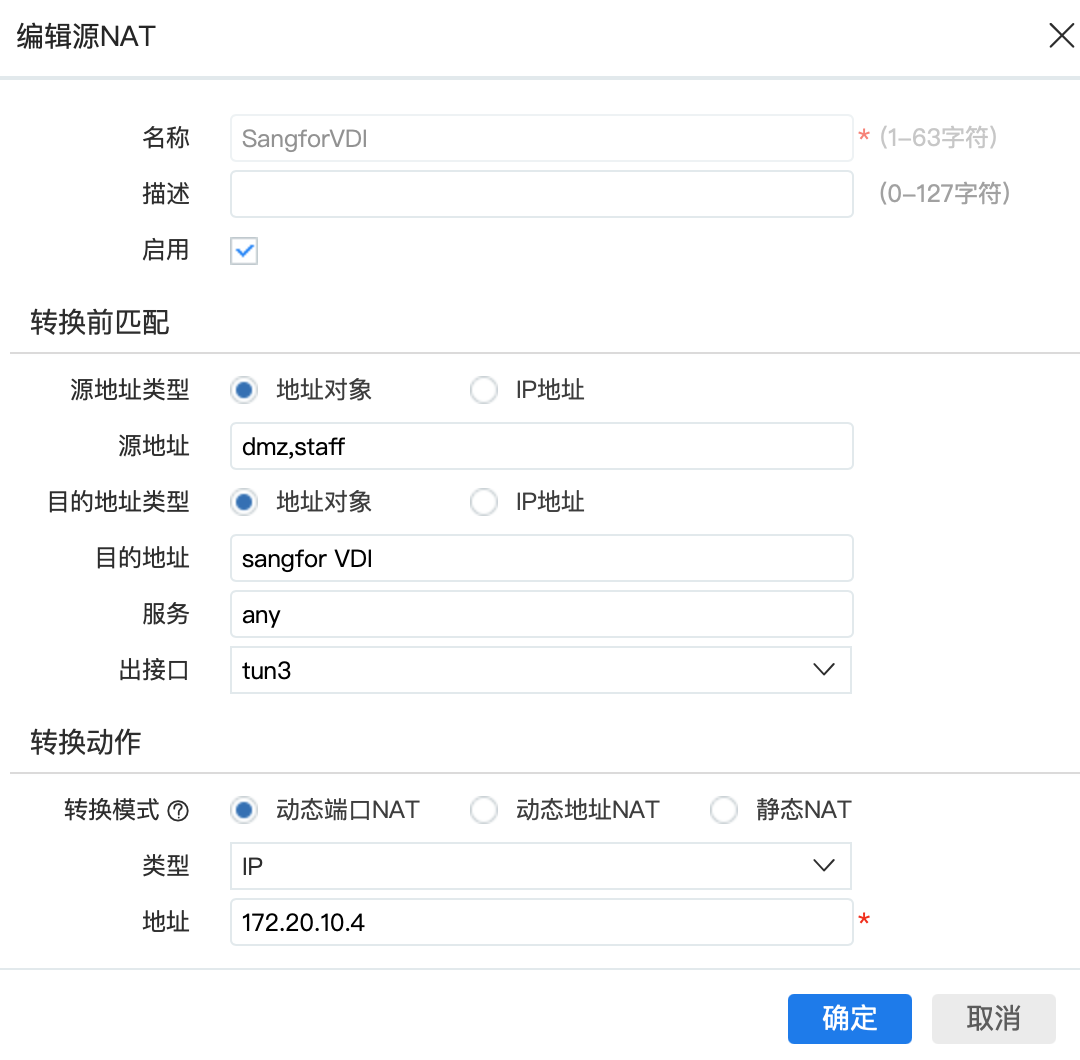 编辑源NAT
名称 SangforVDI * (1-63字符)
描述 (0-127字符)
启用
转换前匹配
源地址类型 地址对象 IP地址
源地址 dmz,staff
目的地址类型 地址对象 IP地址
目的地址 sangfor VDI
服务 any
出接口 tun3
转换动作
转换模式 ? 动态端口NAT 动态地址NAT 静态NAT
类型 IP
地址 172.20.10.4 *
确定 取消